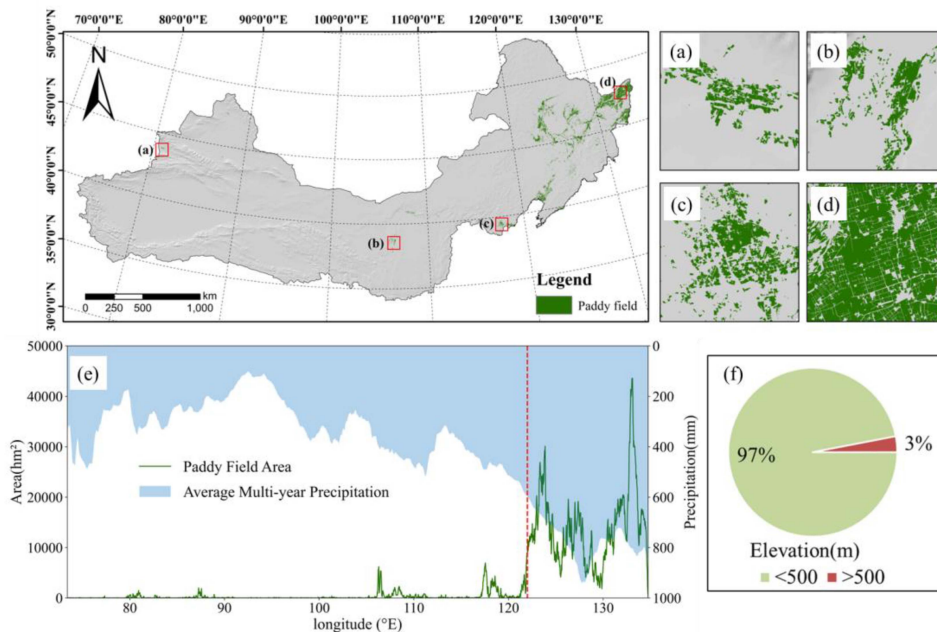 70°0'0"E 80°0'0"E 90°0'0"E 100°0'0"E 110°0'0"E 120°0'0"E 130°0'0"E
50°0'0"N
45°0'0"N
40°0'0"N
35°0'0"N
30°0'0"N
N
(a)
(b)
(c)
(d)
Legend
Paddy field
km
0 250 500 1,000
(a)
(b)
(c)
(d)
(e)
50000
40000
30000
20000
10000
0
Area(hm²)
Paddy Field Area
Average Multi-year Precipitation
0
200
400
600
800
1000
Precipitation(mm)
80 90 100 110 120 130
longitude (°E)
(f)
97%
3%
Elevation(m)
<500 >500